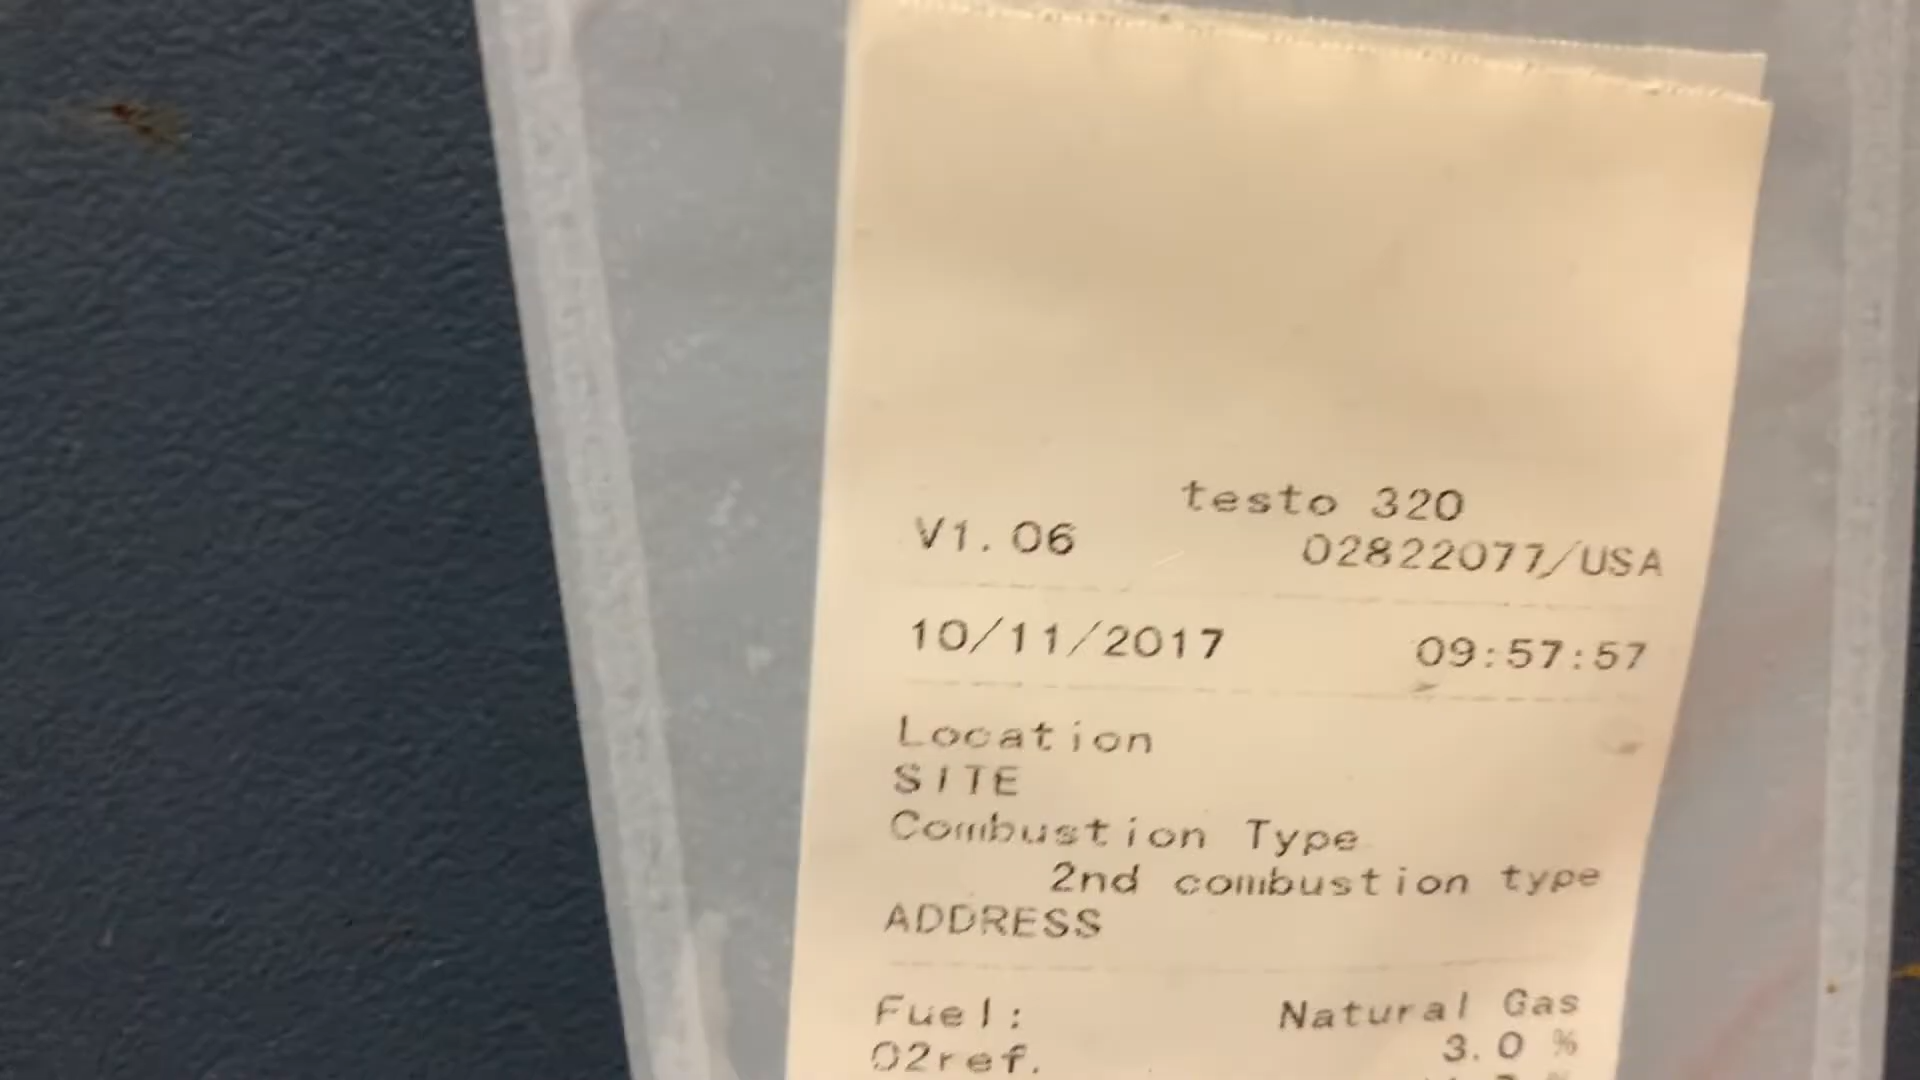 testo 320
V1.06 02822077/USA
10/11/2017 09:57:57
Location
SITE
Combustion Type
2nd combustion type
ADDRESS
Fuel: Natural Gas
O2ref. 3.0 %